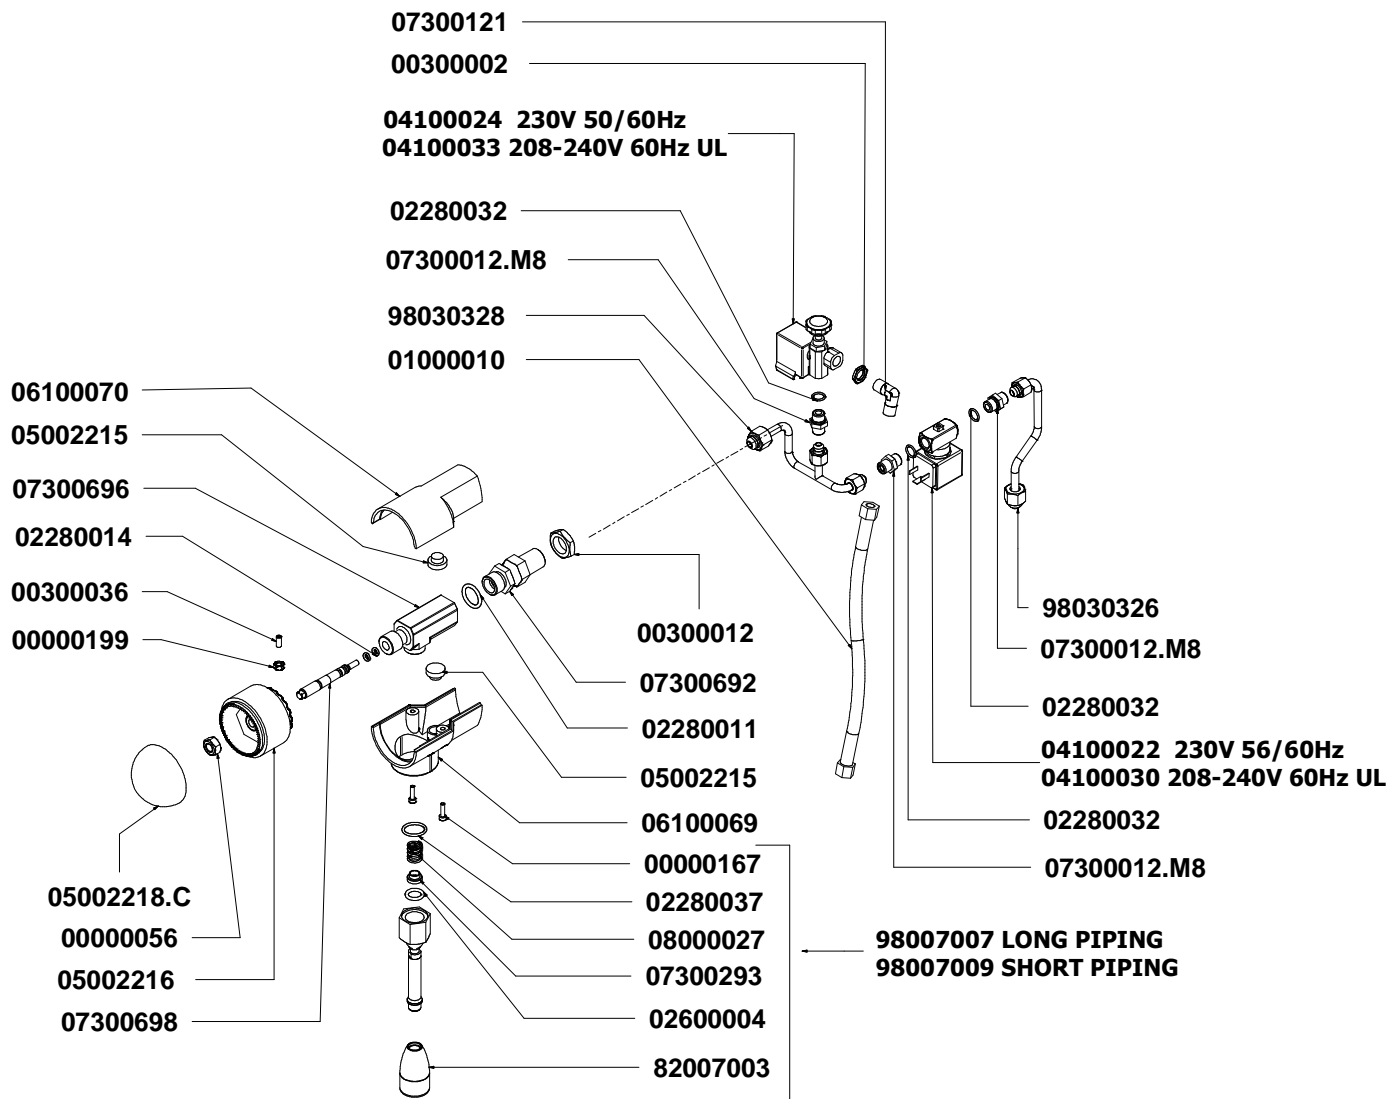 07300121
00300002
04100024 230V 50/60Hz
04100033 208-240V 60Hz UL
02280032
07300012.M8
98030328
01000010
06100070
05002215
07300696
02280014
00300036
00000199
05002218.C
00000056
05002216
07300698
00300012
07300692
02280011
05002215
06100069
00000167
02280037
08000027
07300293
02600004
82007003
98030326
07300012.M8
02280032
04100022 230V 56/60Hz
04100030 208-240V 60Hz UL
02280032
07300012.M8
98007007 LONG PIPING
98007009 SHORT PIPING